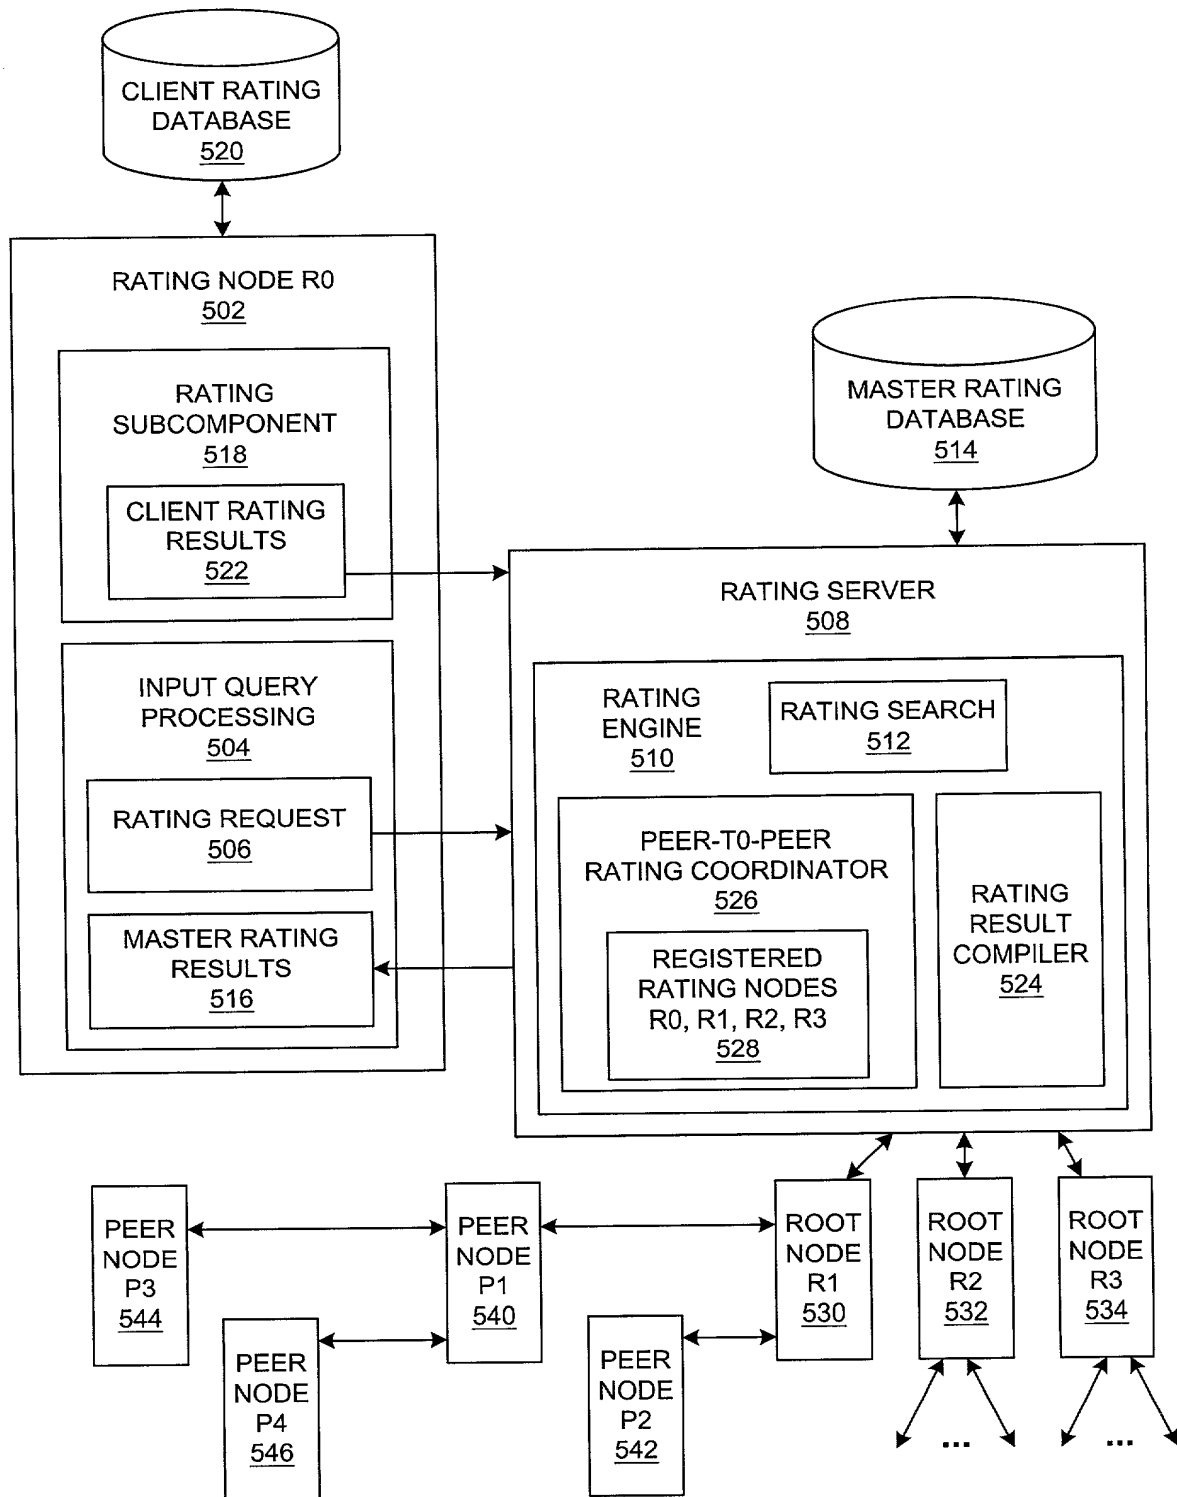 CLIENT RATING
DATABASE
520
RATING NODE R0
502
RATING
SUBCOMPONENT
518
CLIENT RATING
RESULTS
522
INPUT QUERY
PROCESSING
504
RATING REQUEST
506
MASTER RATING
RESULTS
516
MASTER RATING
DATABASE
514
RATING SERVER
508
RATING
ENGINE
510
RATING SEARCH
512
PEER-T0-PEER
RATING COORDINATOR
526
REGISTERED
RATING NODES
R0, R1, R2, R3
528
RATING
RESULT
COMPILER
524
PEER
NODE
P3
544
PEER
NODE
P4
546
PEER
NODE
P1
540
PEER
NODE
P2
542
ROOT
NODE
R1
530
ROOT
NODE
R2
532
ROOT
NODE
R3
534
...
...